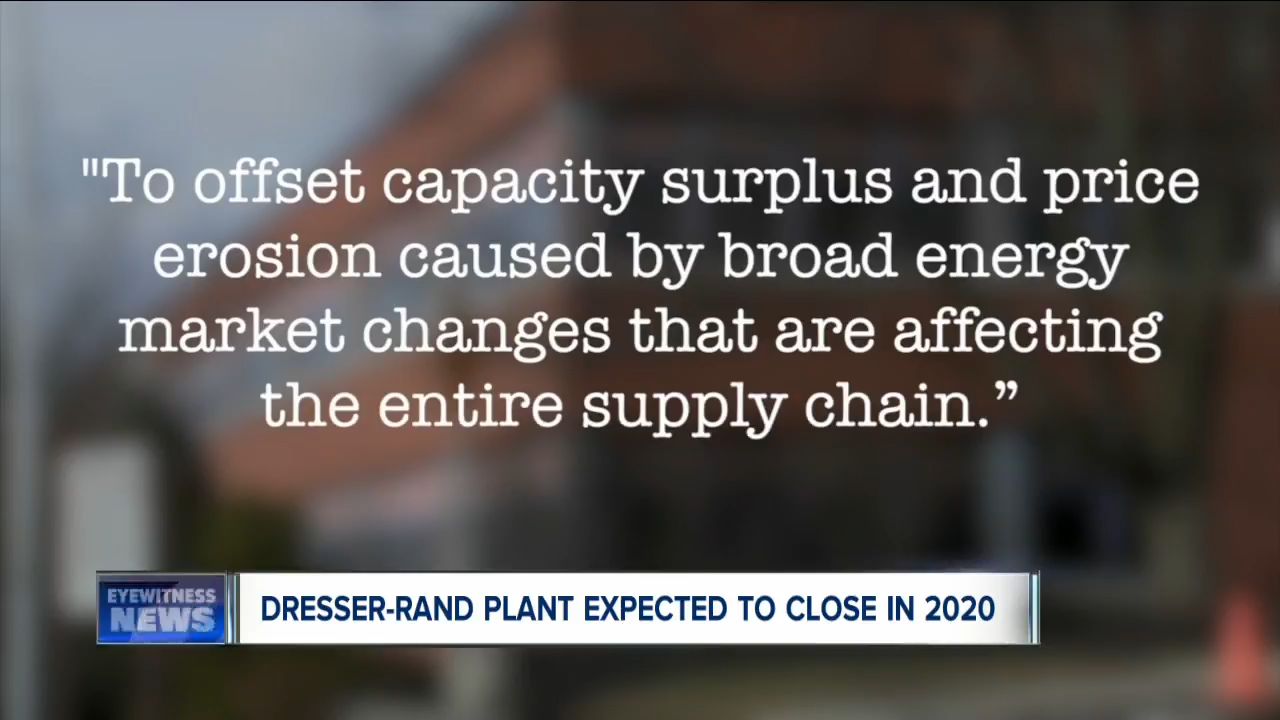 "To offset capacity surplus and price
erosion caused by broad energy
market changes that are affecting
the entire supply chain.”
EYEWITNESS
NEWS
DRESSER-RAND PLANT EXPECTED TO CLOSE IN 2020